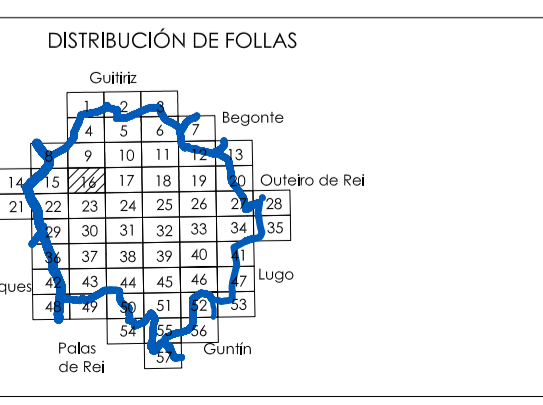 DISTRIBUCIÓN DE FOLLAS
Guitiriz
1 2 3
Begonte
4 5 6 7
8 9 10 11 12 13
14 15 16 17 18 19 20 Outeiro de Rei
21 22 23 24 25 26 27 28
29 30 31 32 33 34 35
36 37 38 39 40 41
Lugo
ques 42 43 44 45 46 47
48 49 50 51 52 53
54 55 56
Palas
de Rei
Guntín
57